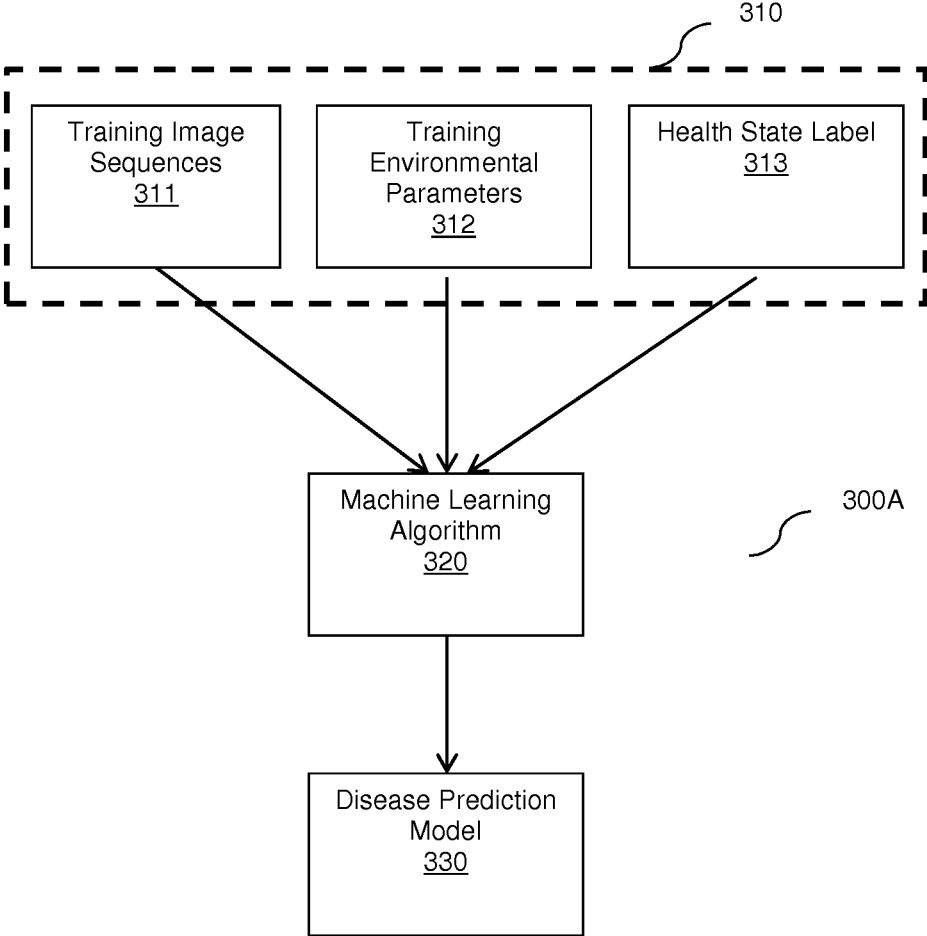 310
Training Image
Sequences
311
Training
Environmental
Parameters
312
Health State Label
313
Machine Learning
Algorithm
320
300A
Disease Prediction
Model
330